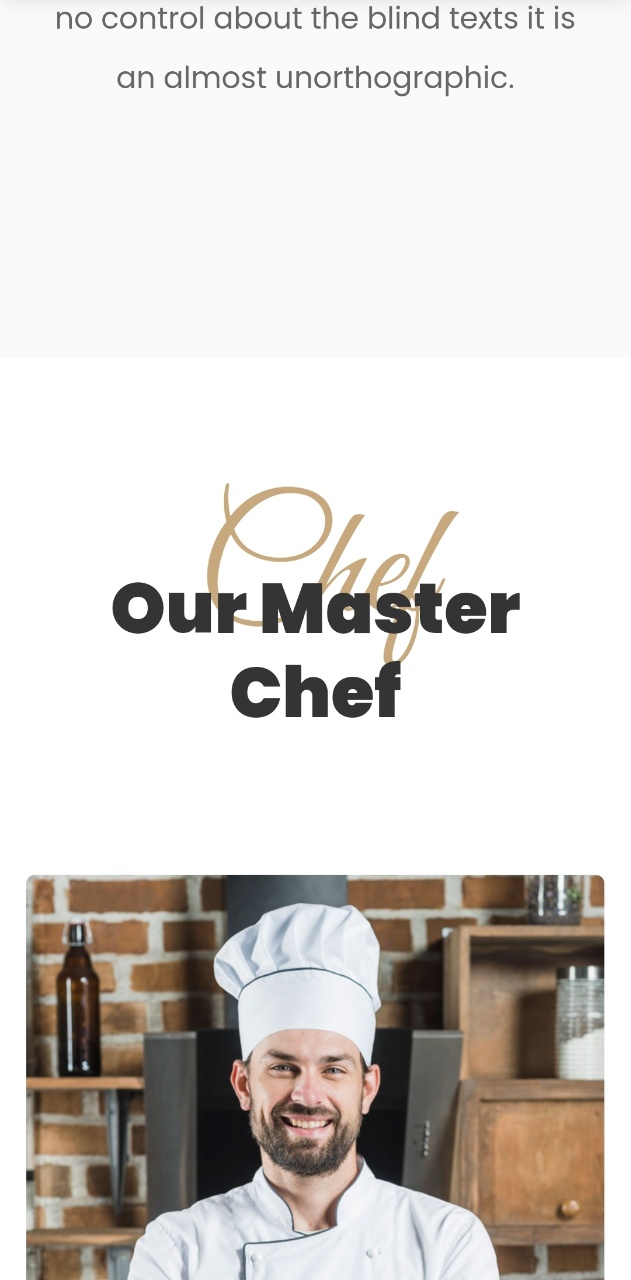 no control about the blind texts it is
an almost unorthographic.
Chef
Our Master
Chef